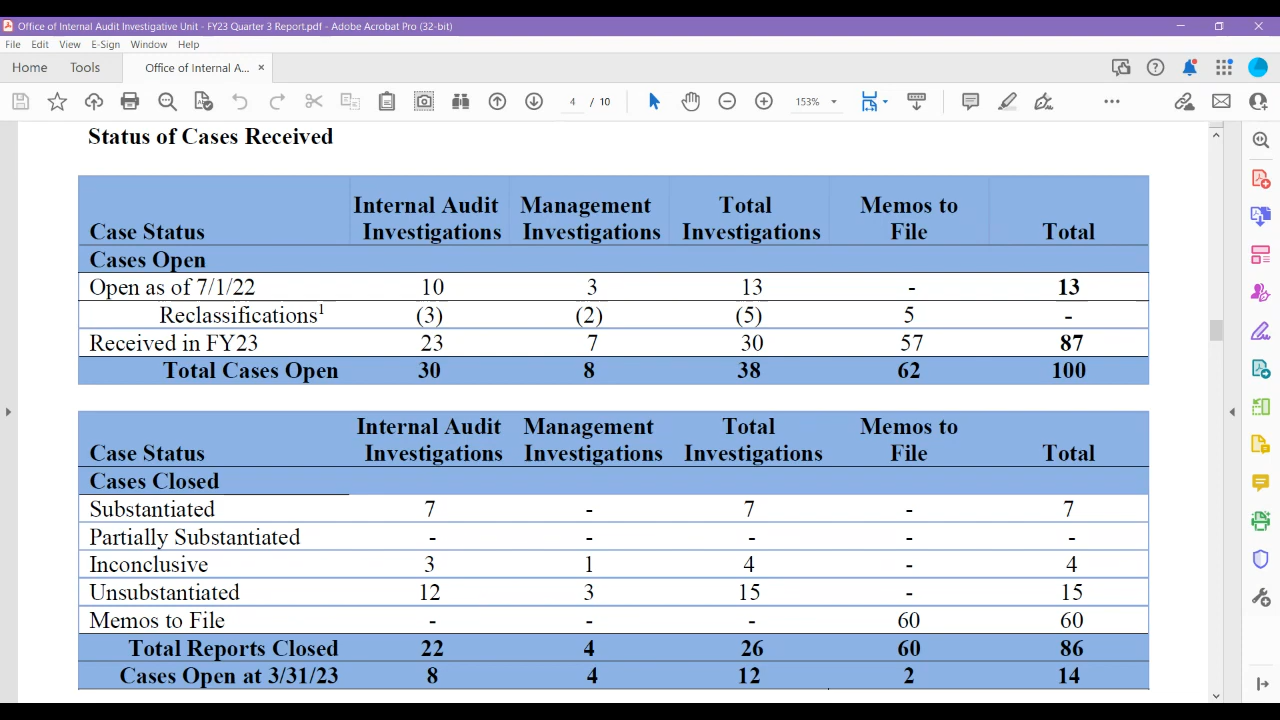 Office of Internal Audit Investigative Unit - FY23 Quarter 3 Report.pdf - Adobe Acrobat Pro (32-bit)
File Edit View E-Sign Window Help
Home Tools Office of Internal A... ×
4 / 10 153%
Status of Cases Received
Case Status Internal Audit Investigations Management Investigations Total Investigations Memos to File Total
Cases Open
Open as of 7/1/22 10 3 13 - 13
Reclassifications1 (3) (2) (5) 5 -
Received in FY23 23 7 30 57 87
Total Cases Open 30 8 38 62 100
Case Status Internal Audit Investigations Management Investigations Total Investigations Memos to File Total
Cases Closed
Substantiated 7 - 7 - 7
Partially Substantiated - - - - -
Inconclusive 3 1 4 - 4
Unsubstantiated 12 3 15 - 15
Memos to File - - - 60 60
Total Reports Closed 22 4 26 60 86
Cases Open at 3/31/23 8 4 12 2 14